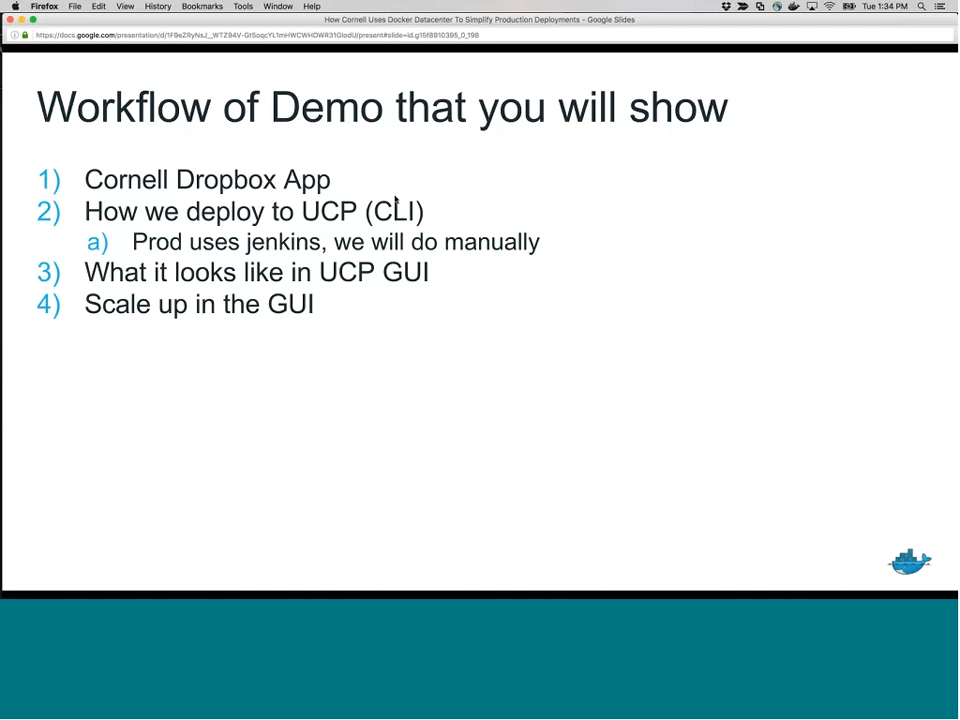 Firefox File Edit View History Bookmarks Tools Window Help Tue 1:34 PM
How Cornell Uses Docker Datacenter To Simplify Production Deployments - Google Slides
Workflow of Demo that you will show
1) Cornell Dropbox App
2) How we deploy to UCP (CLI)
a) Prod uses jenkins, we will do manually
3) What it looks like in UCP GUI
4) Scale up in the GUI